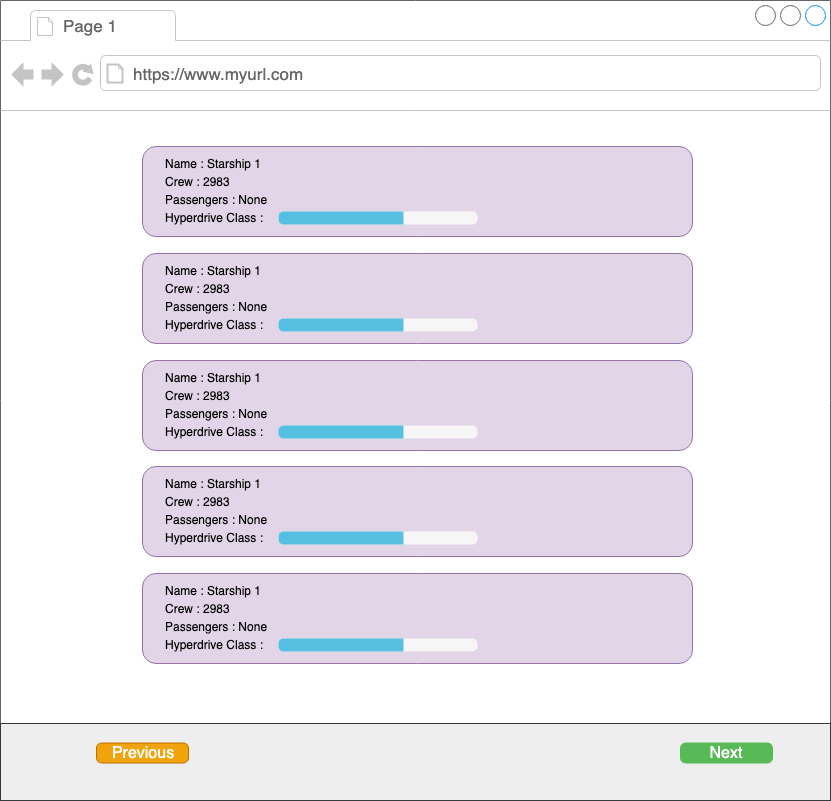 Page 1
https://www.myurl.com
Name : Starship 1
Crew : 2983
Passengers : None
Hyperdrive Class :
Name : Starship 1
Crew : 2983
Passengers : None
Hyperdrive Class :
Name : Starship 1
Crew : 2983
Passengers : None
Hyperdrive Class :
Name : Starship 1
Crew : 2983
Passengers : None
Hyperdrive Class :
Name : Starship 1
Crew : 2983
Passengers : None
Hyperdrive Class :
Previous
Next